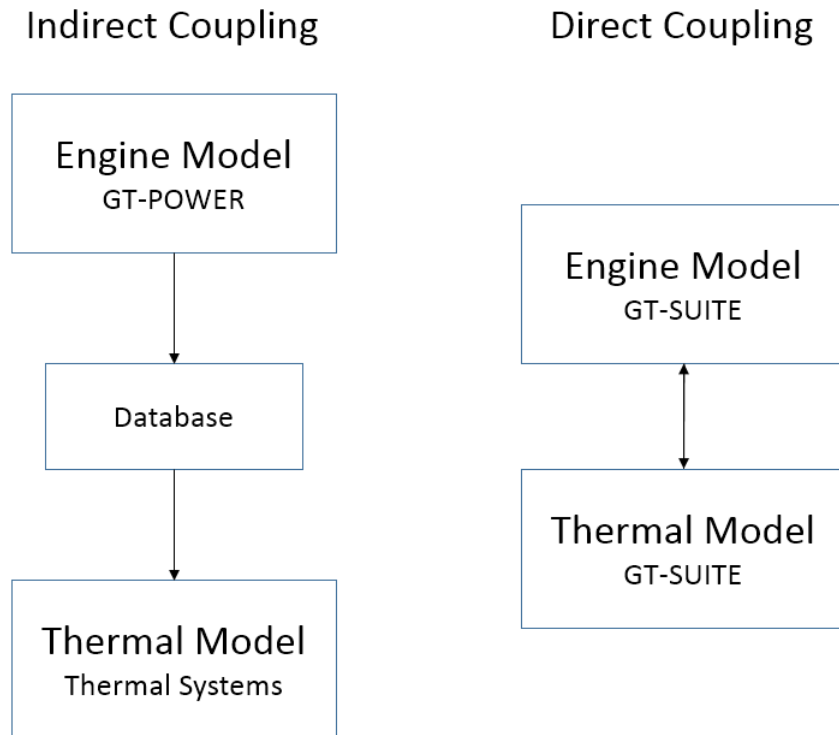 Indirect Coupling
Direct Coupling
Engine Model
GT-POWER
Database
Thermal Model
Thermal Systems
Engine Model
GT-SUITE
Thermal Model
GT-SUITE